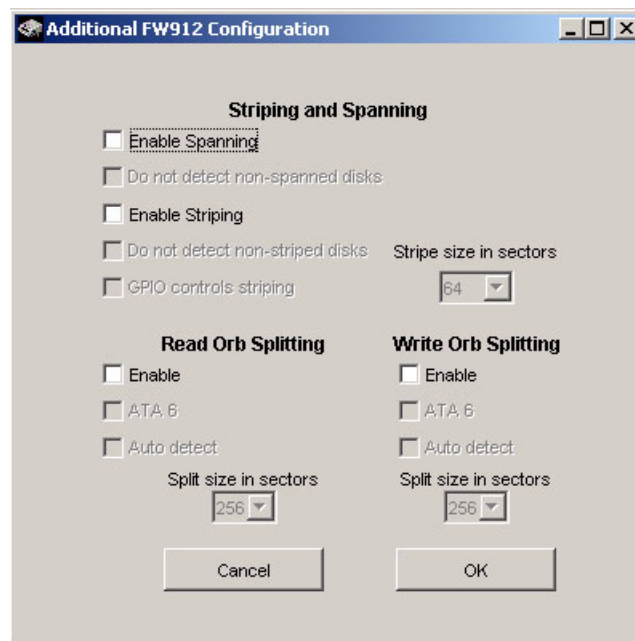 Additional FW912 Configuration
Striping and Spanning
Enable Spanning
Do not detect non-spanned disks
Enable Striping
Do not detect non-striped disks
Stripe size in sectors
GPIO controls striping
64
Read Orb Splitting
Write Orb Splitting
Enable
Enable
ATA 6
ATA 6
Auto detect
Auto detect
Split size in sectors
Split size in sectors
256
256
Cancel
OK